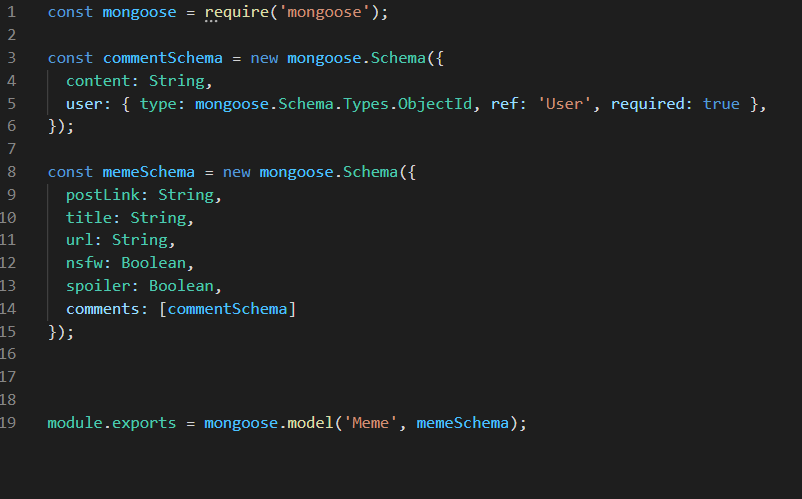 1 const mongoose = require('mongoose');
2
3 const commentSchema = new mongoose.Schema({
4 content: String,
5 user: { type: mongoose.Schema.Types.ObjectId, ref: 'User', required: true },
6 });
7
8 const memeSchema = new mongoose.Schema({
9 postLink: String,
10 title: String,
11 url: String,
12 nsfw: Boolean,
13 spoiler: Boolean,
14 comments: [commentSchema]
15 });
16
17
18
19 module.exports = mongoose.model('Meme', memeSchema);